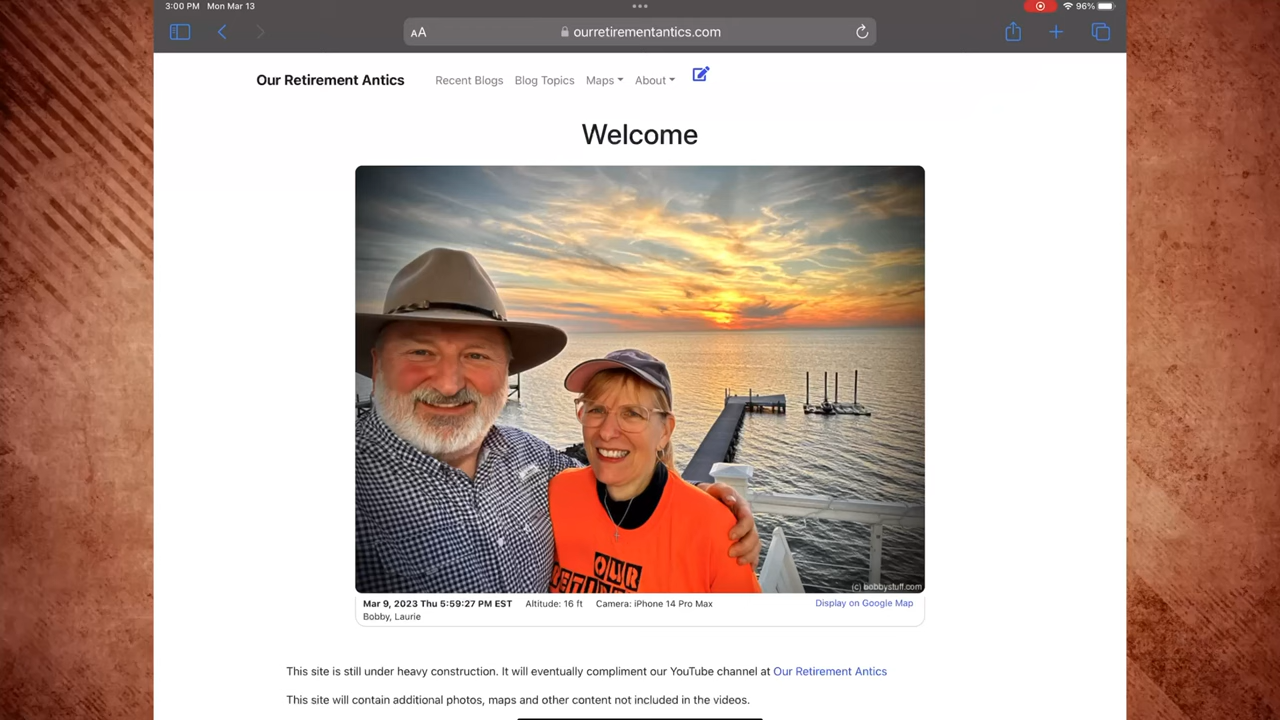 3:00 PM Mon Mar 13
96%
AA ourretirementantics.com
Our Retirement Antics Recent Blogs Blog Topics Maps About
Welcome
OUR
(c) bobbystuff.com
Mar 9, 2023 Thu 5:59:27 PM EST Altitude: 16 ft Camera: iPhone 14 Pro Max Display on Google Map
Bobby, Laurie
This site is still under heavy construction. It will eventually compliment our YouTube channel at Our Retirement Antics
This site will contain additional photos, maps and other content not included in the videos.